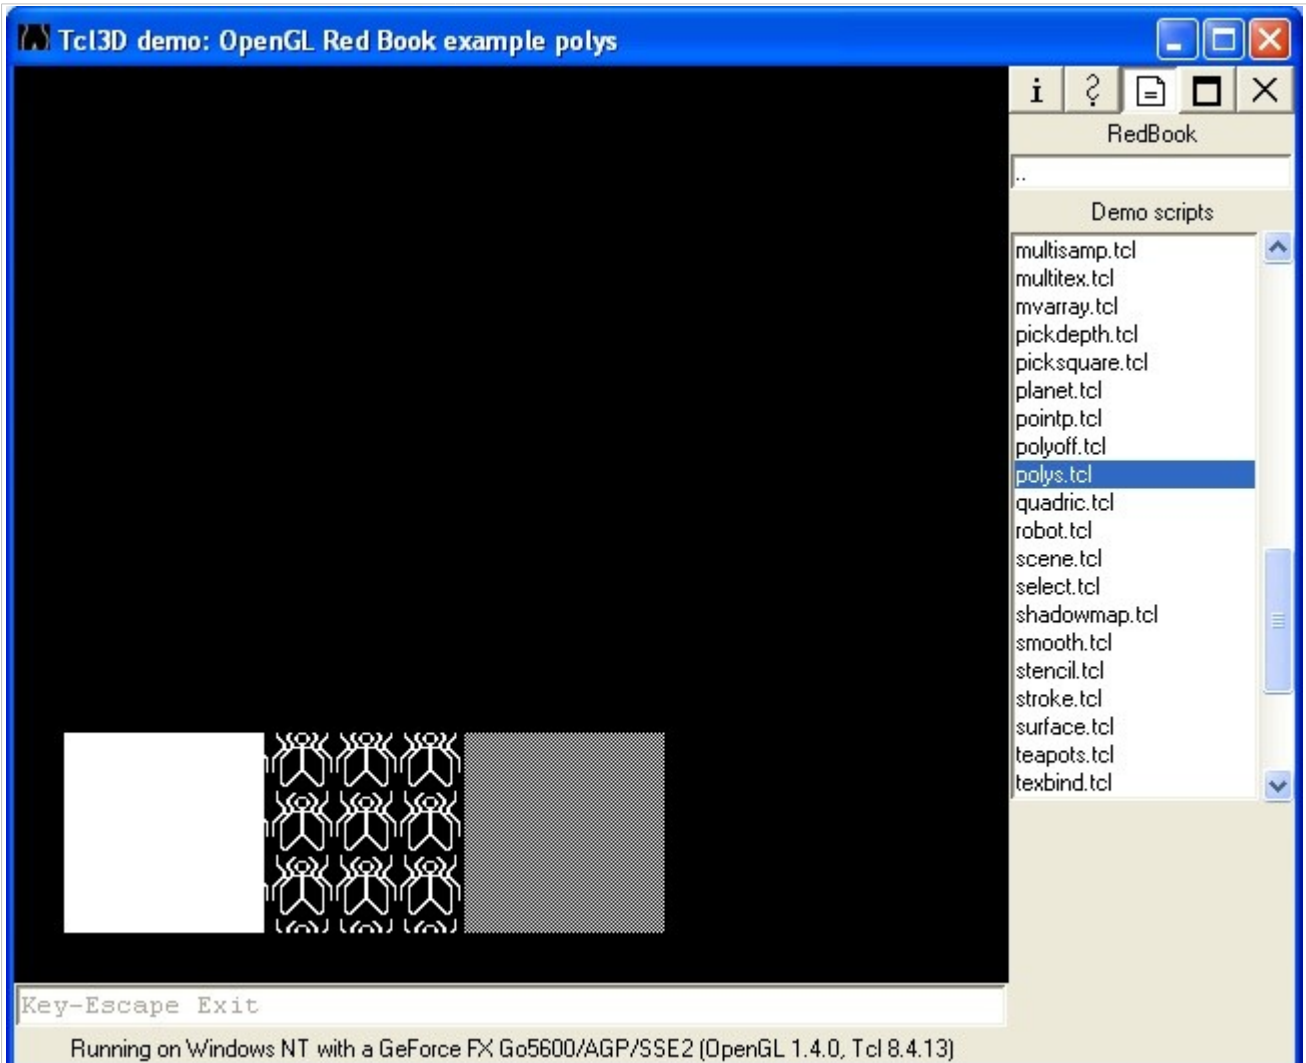 Tcl3D demo: OpenGL Red Book example polys
RedBook
..
Demo scripts
multisamp.tcl
multitex.tcl
mvarray.tcl
pickdepth.tcl
picksquare.tcl
planet.tcl
pointp.tcl
polyoff.tcl
polys.tcl
quadric.tcl
robot.tcl
scene.tcl
select.tcl
shadowmap.tcl
smooth.tcl
stencil.tcl
stroke.tcl
surface.tcl
teapots.tcl
texbind.tcl
Key-Escape Exit
Running on Windows NT with a GeForce FX Go5600/AGP/SSE2 (OpenGL 1.4.0, Tcl 8.4.13)